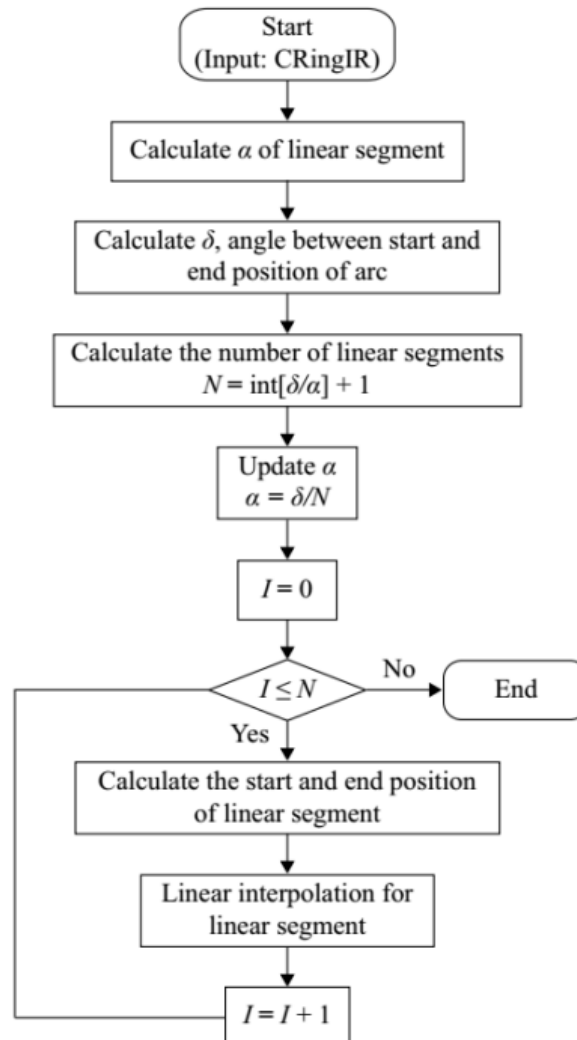 Start
(Input: CRingIR)
Calculate α of linear segment
Calculate δ, angle between start and
end position of arc
Calculate the number of linear segments
N = int[δ/α] + 1
Update α
α = δ/N
I = 0
I ≤ N
No
End
Yes
Calculate the start and end position
of linear segment
Linear interpolation for
linear segment
I = I + 1